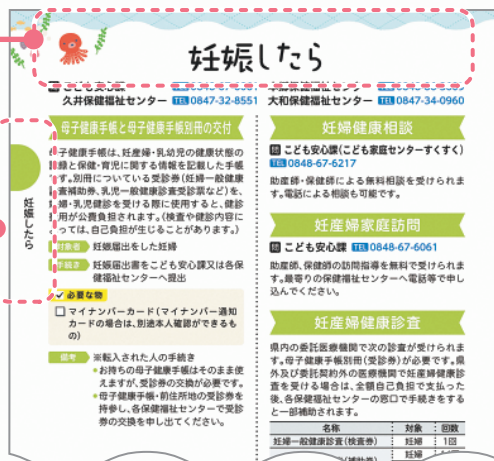 妊娠したら
久井保健福祉センター TEL 0847-32-8551
大和保健福祉センター TEL 0847-34-0960
妊娠したら
母子健康手帳と母子健康手帳別冊の交付
子健康手帳は、妊産婦・乳幼児の健康状態の
録と保健・育児に関する情報を記載した手帳
す。別冊についている受診券(妊婦一般健康
査補助券、乳児一般健康診査受診票など)を、
婦・乳児健診を受ける際に使用すると、健診
用が公費負担されます。(検査や健診内容に
っては、自己負担が生じることがあります。)
対象者 妊娠届出をした妊婦
手続き 妊娠届出書をこども安心課又は各保
健福祉センターへ提出
必要な物
マイナンバーカード(マイナンバー通知
カードの場合は、別途本人確認ができるも
の)
備考 ※転入された人の手続き
●お持ちの母子健康手帳はそのまま使
えますが、受診券の交換が必要です。
●母子健康手帳・前住所地の受診券を
持参し、各保健福祉センターで受診
券の交換を申し出てください。
妊婦健康相談
問 こども安心課(こども家庭センターすくすく)
TEL 0848-67-6217
助産師・保健師による無料相談を受けられま
す。電話による相談も可能です。
妊産婦家庭訪問
問 こども安心課 TEL 0848-67-6061
助産師、保健師の訪問指導を無料で受けられま
す。最寄りの保健福祉センターへ電話等で申し
込んでください。
妊産婦健康診査
県内の委託医療機関で次の診査が受けられま
す。母子健康手帳別冊(受診券)が必要です。県
外及び委託契約外の医療機関で妊産婦健康診
査を受ける場合は、全額自己負担で支払った
後、各保健福祉センターの窓口で手続きをする
と一部補助されます。
名称 対象 回数
妊婦一般健康診査(検査券) 妊婦 1回
妊婦